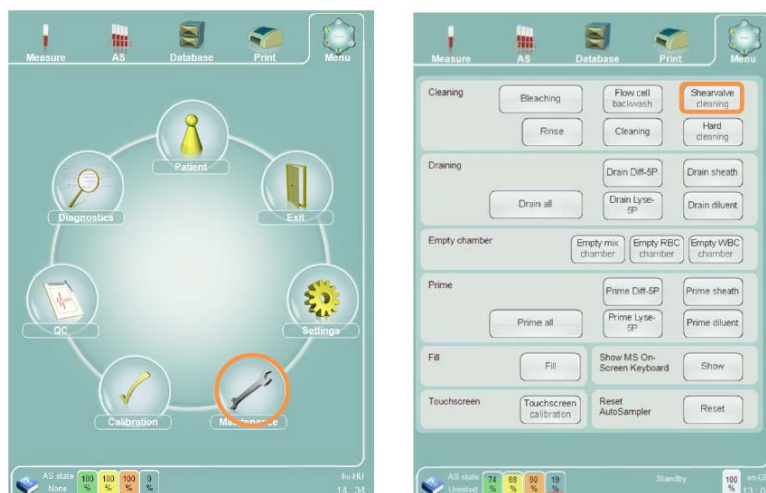 Measure AS Database Print Menu
Patient
Diagnostics
Exit
QC
Settings
Calibration
Maintenance
AS state 100 100 100 0
None % % % %
hu-HU
14 : 34
Measure AS Database Print Menu
Cleaning
Bleaching
Flow cell
backwash
Shearvalve
cleaning
Rinse
Cleaning
Hard
cleaning
Draining
Drain Diff-5P
Drain sheath
Drain all
Drain Lyse-
5P
Drain diluent
Empty chamber
Empty mix
chamber
Empty RBC
chamber
Empty WBC
chamber
Prime
Prime Diff-5P
Prime sheath
Prime all
Prime Lyse-
5P
Prime diluent
Fill
Fill
Show MS On-
Screen Keyboard
Show
Touchscreen
Touchscreen
calibration
Reset
AutoSampler
Reset
AS state 74 88 90 19
Uninited % % % %
Standby
100
%